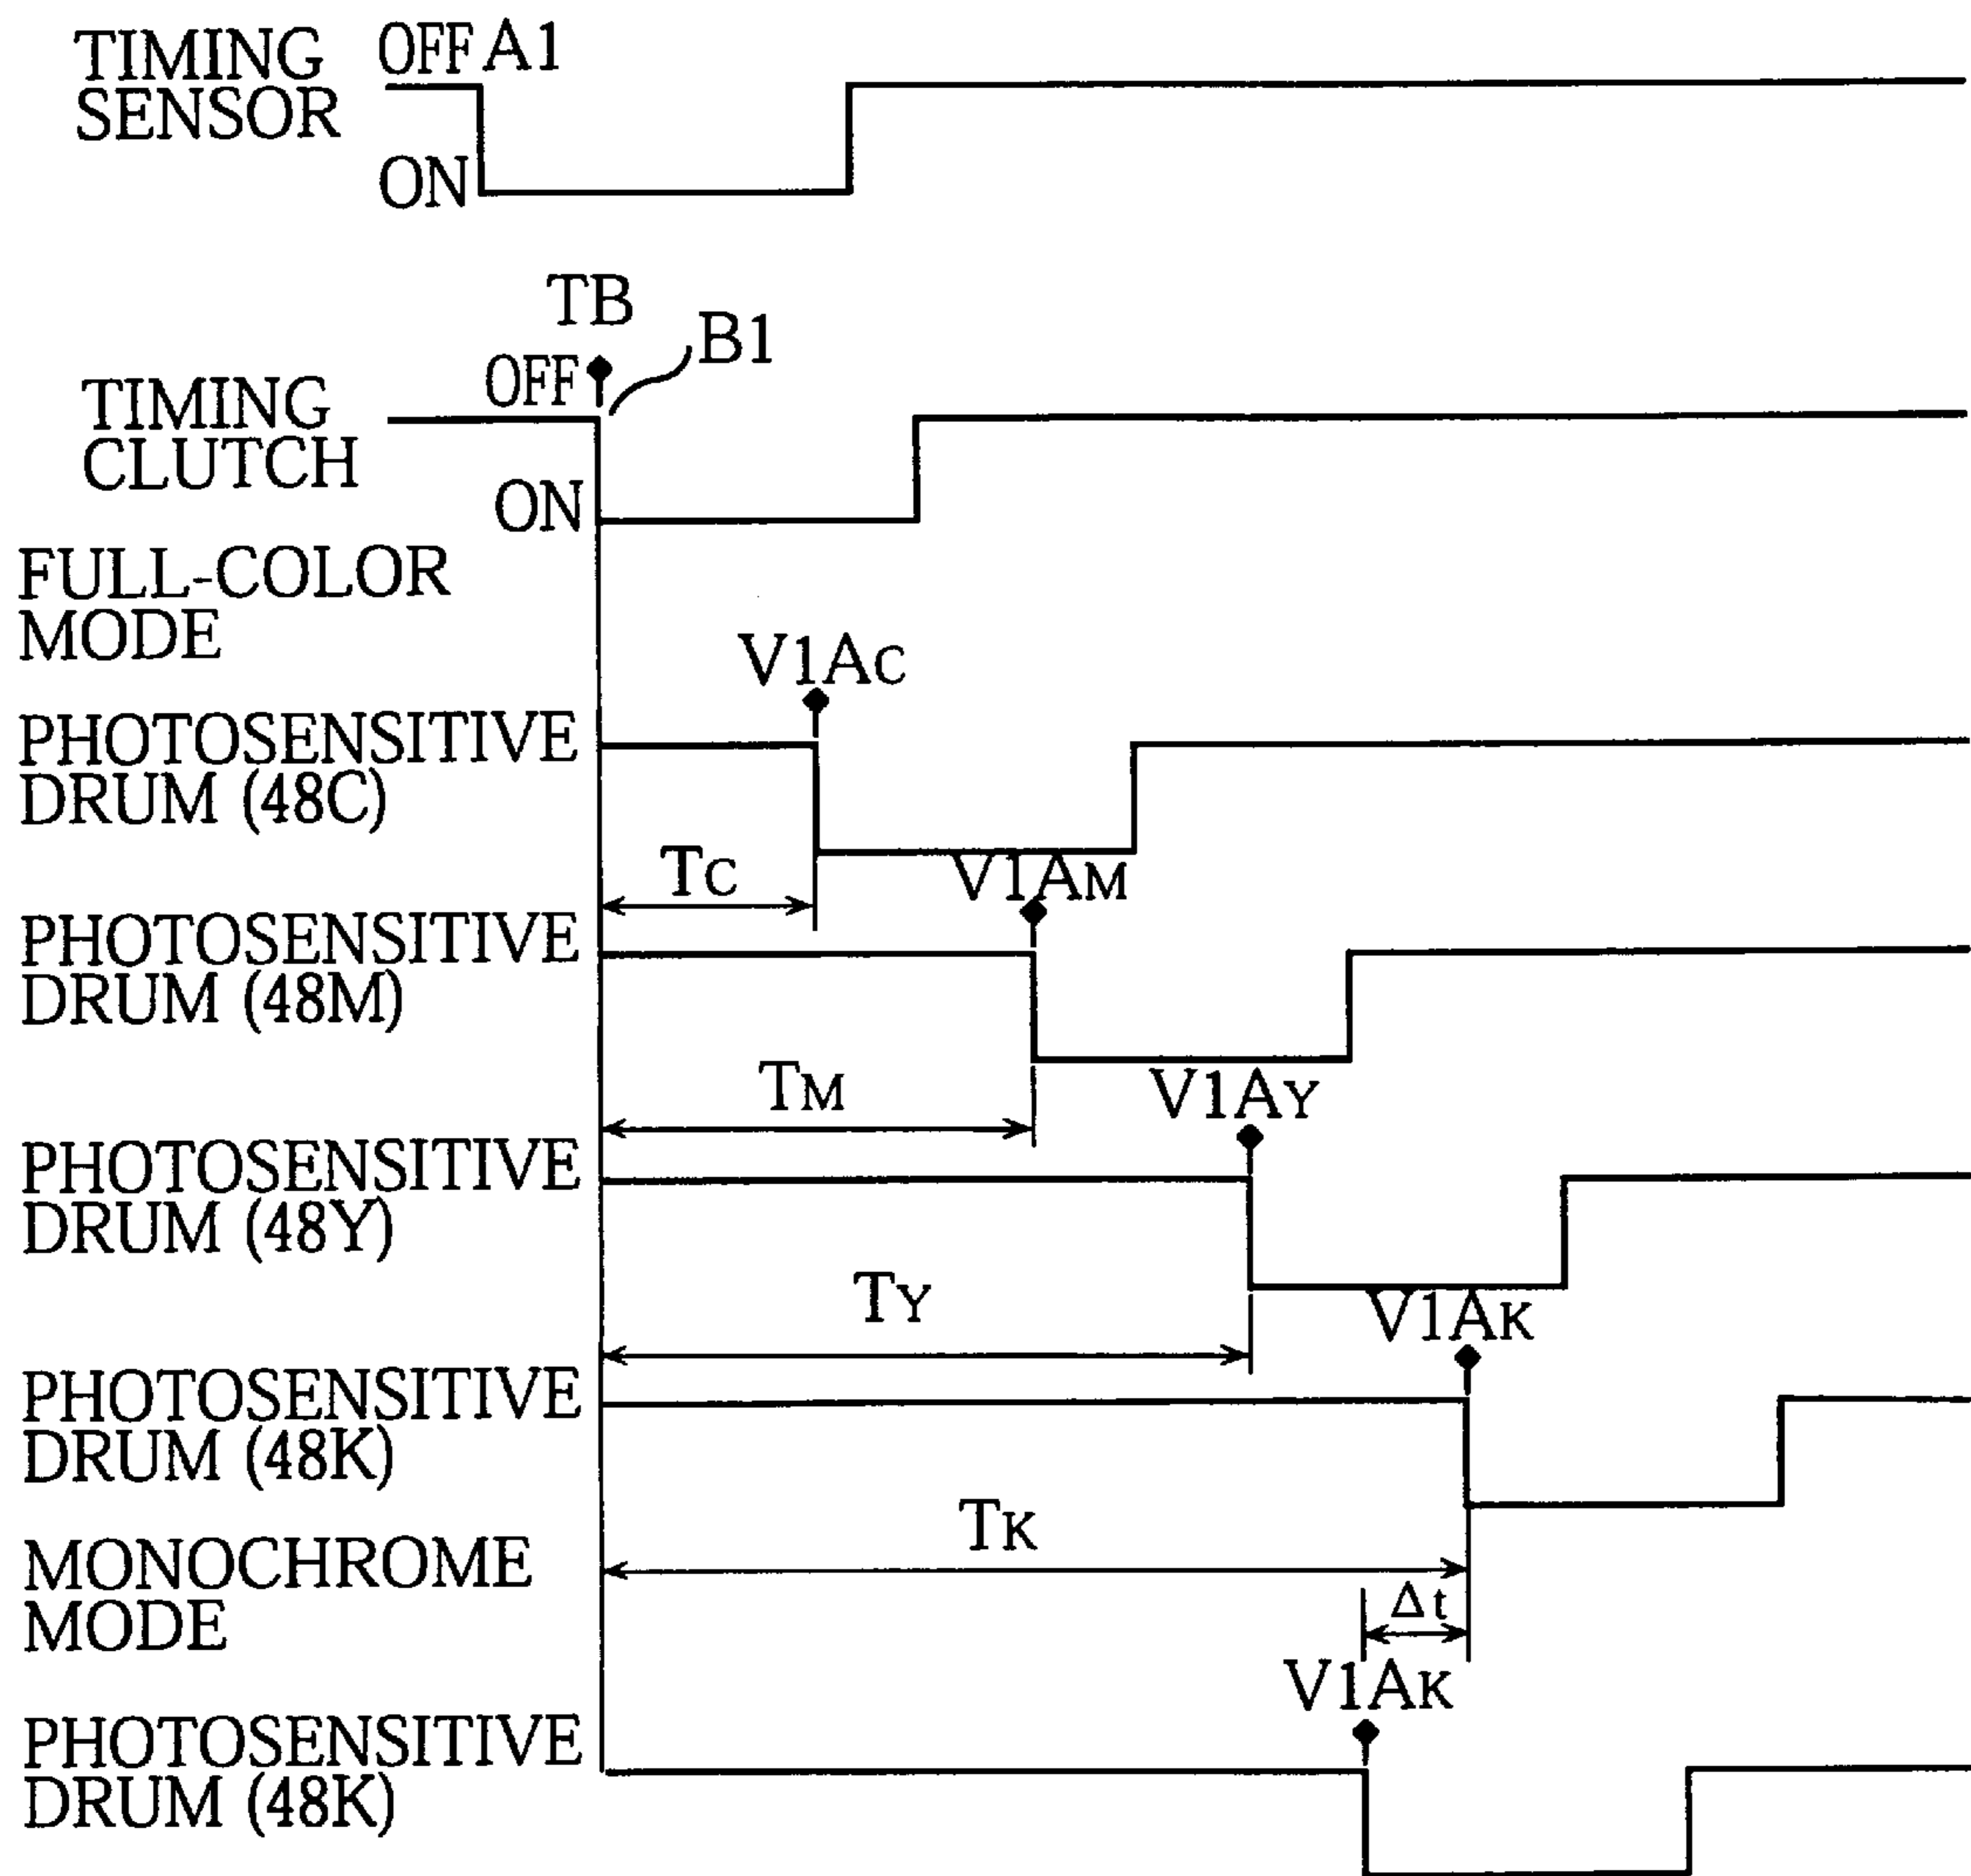 TIMING
SENSOR
OFF A1
ON
TB
B1
OFF
TIMING
CLUTCH
ON
FULL-COLOR
MODE
V1AC
PHOTOSENSITIVE
DRUM (48C)
TC
V1AM
PHOTOSENSITIVE
DRUM (48M)
TM
V1AY
PHOTOSENSITIVE
DRUM (48Y)
TY
V1AK
PHOTOSENSITIVE
DRUM (48K)
TK
MONOCHROME
MODE
Δt
V1AK
PHOTOSENSITIVE
DRUM (48K)